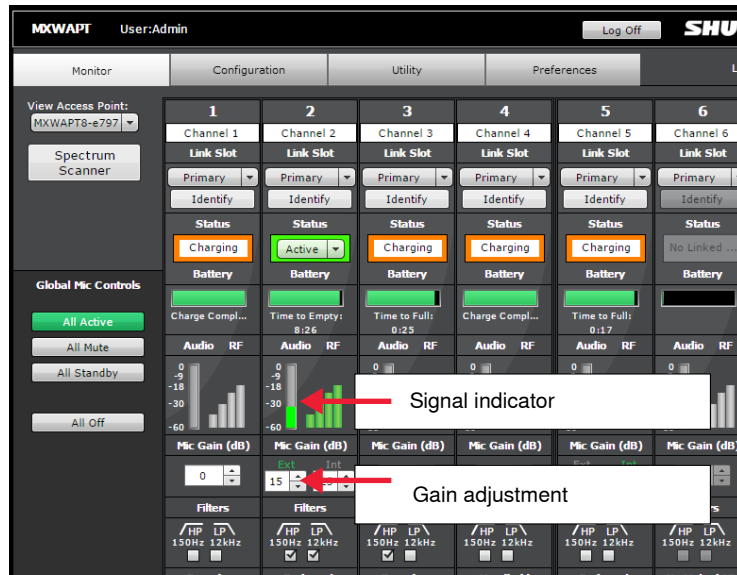 MXWAPT User:Admin Log Off SHU
Monitor Configuration Utility Preferences L
View Access Point:
MXWAPT8-e797
Spectrum
Scanner
Global Mic Controls
All Active
All Mute
All Standby
All Off
1 2 3 4 5 6
Channel 1 Channel 2 Channel 3 Channel 4 Channel 5 Channel 6
Link Slot Link Slot Link Slot Link Slot Link Slot Link Slot
Primary Primary Primary Primary Primary Primary
Identify Identify Identify Identify Identify Identify
Status Status Status Status Status Status
Charging Active Charging Charging Charging No Linked ...
Battery Battery Battery Battery Battery Battery
Charge Compl... Time to Empty: Time to Full: Charge Compl... Time to Full:
8:26 0:25 0:17
Audio RF Audio RF Audio RF Audio RF Audio RF Audio RF
0 0 0 0 0 0
-9 -9
-18 -18
-30 -30
-60 -60
Signal indicator
Mic Gain (dB) Mic Gain (dB) Mic Gain (dB) Mic Gain (dB) Mic Gain (dB) Mic Gain (dB)
Ext Int Ext Int
0 15
Gain adjustment
Filters Filters
HP LP HP LP HP LP HP LP HP LP HP LP
150Hz 12kHz 150Hz 12kHz 150Hz 12kHz 150Hz 12kHz 150Hz 12kHz 150Hz 12kHz